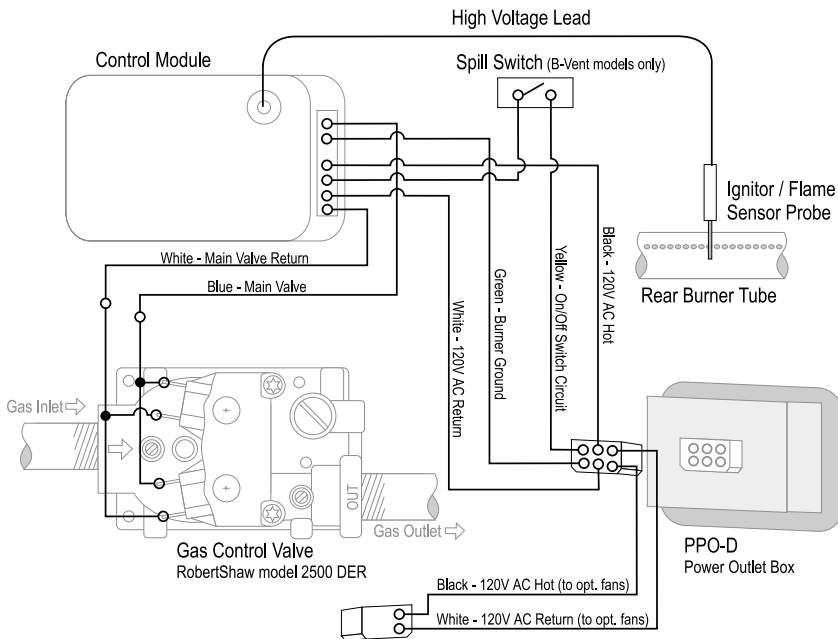 High Voltage Lead
Control Module
Spill Switch (B-Vent models only)
Ignitor / Flame
Sensor Probe
Rear Burner Tube
White - Main Valve Return
Blue - Main Valve
White - 120V AC Return
Green - Burner Ground
Yellow - On/Off Switch Circuit
Black - 120V AC Hot
Gas Inlet
OUT
Gas Outlet
Gas Control Valve
RobertShaw model 2500 DER
PPO-D
Power Outlet Box
Black - 120V AC Hot (to opt. fans)
White - 120V AC Return (to opt. fans)